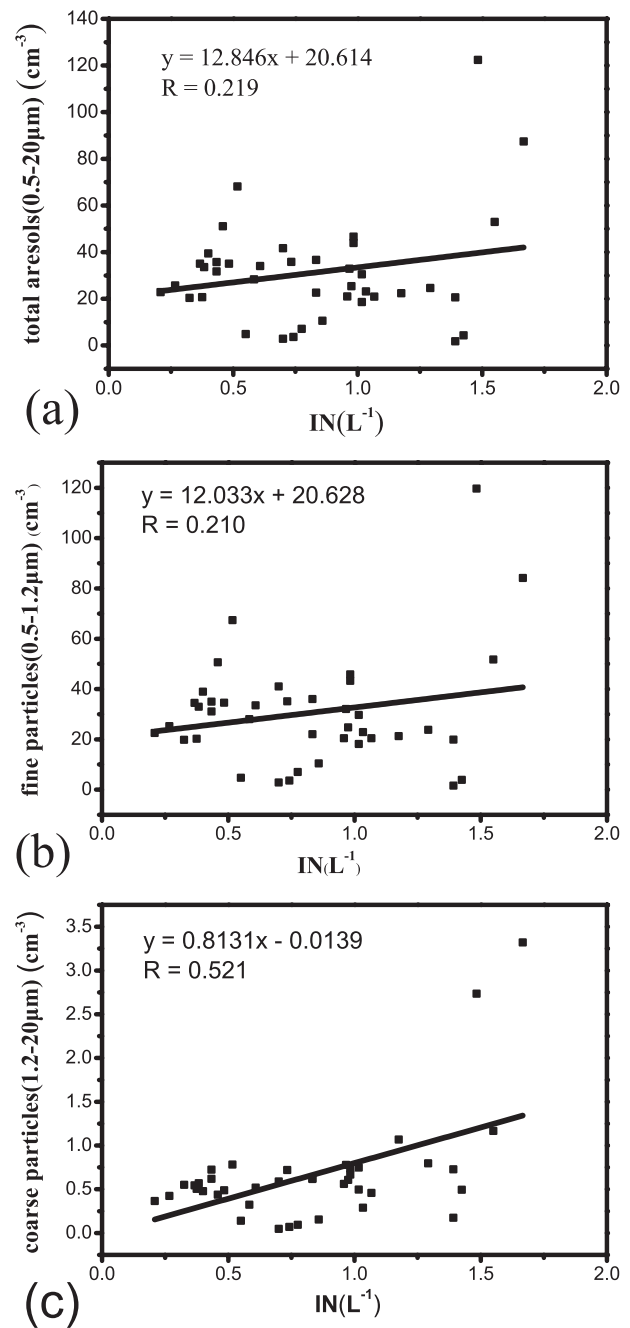 140
120
100
80
60
40
20
0
total aresols(0.5-20μm) (cm⁻³)
y = 12.846x + 20.614
R = 0.219
0.0 0.5 1.0 1.5 2.0
IN(L⁻¹)
(a)
120
100
80
60
40
20
0
fine particles(0.5-1.2μm) (cm⁻³)
y = 12.033x + 20.628
R = 0.210
0.0 0.5 1.0 1.5 2.0
IN(L⁻¹)
(b)
3.5
3.0
2.5
2.0
1.5
1.0
0.5
0.0
coarse particles(1.2-20μm) (cm⁻³)
y = 0.8131x - 0.0139
R = 0.521
0.0 0.5 1.0 1.5 2.0
IN(L⁻¹)
(c)